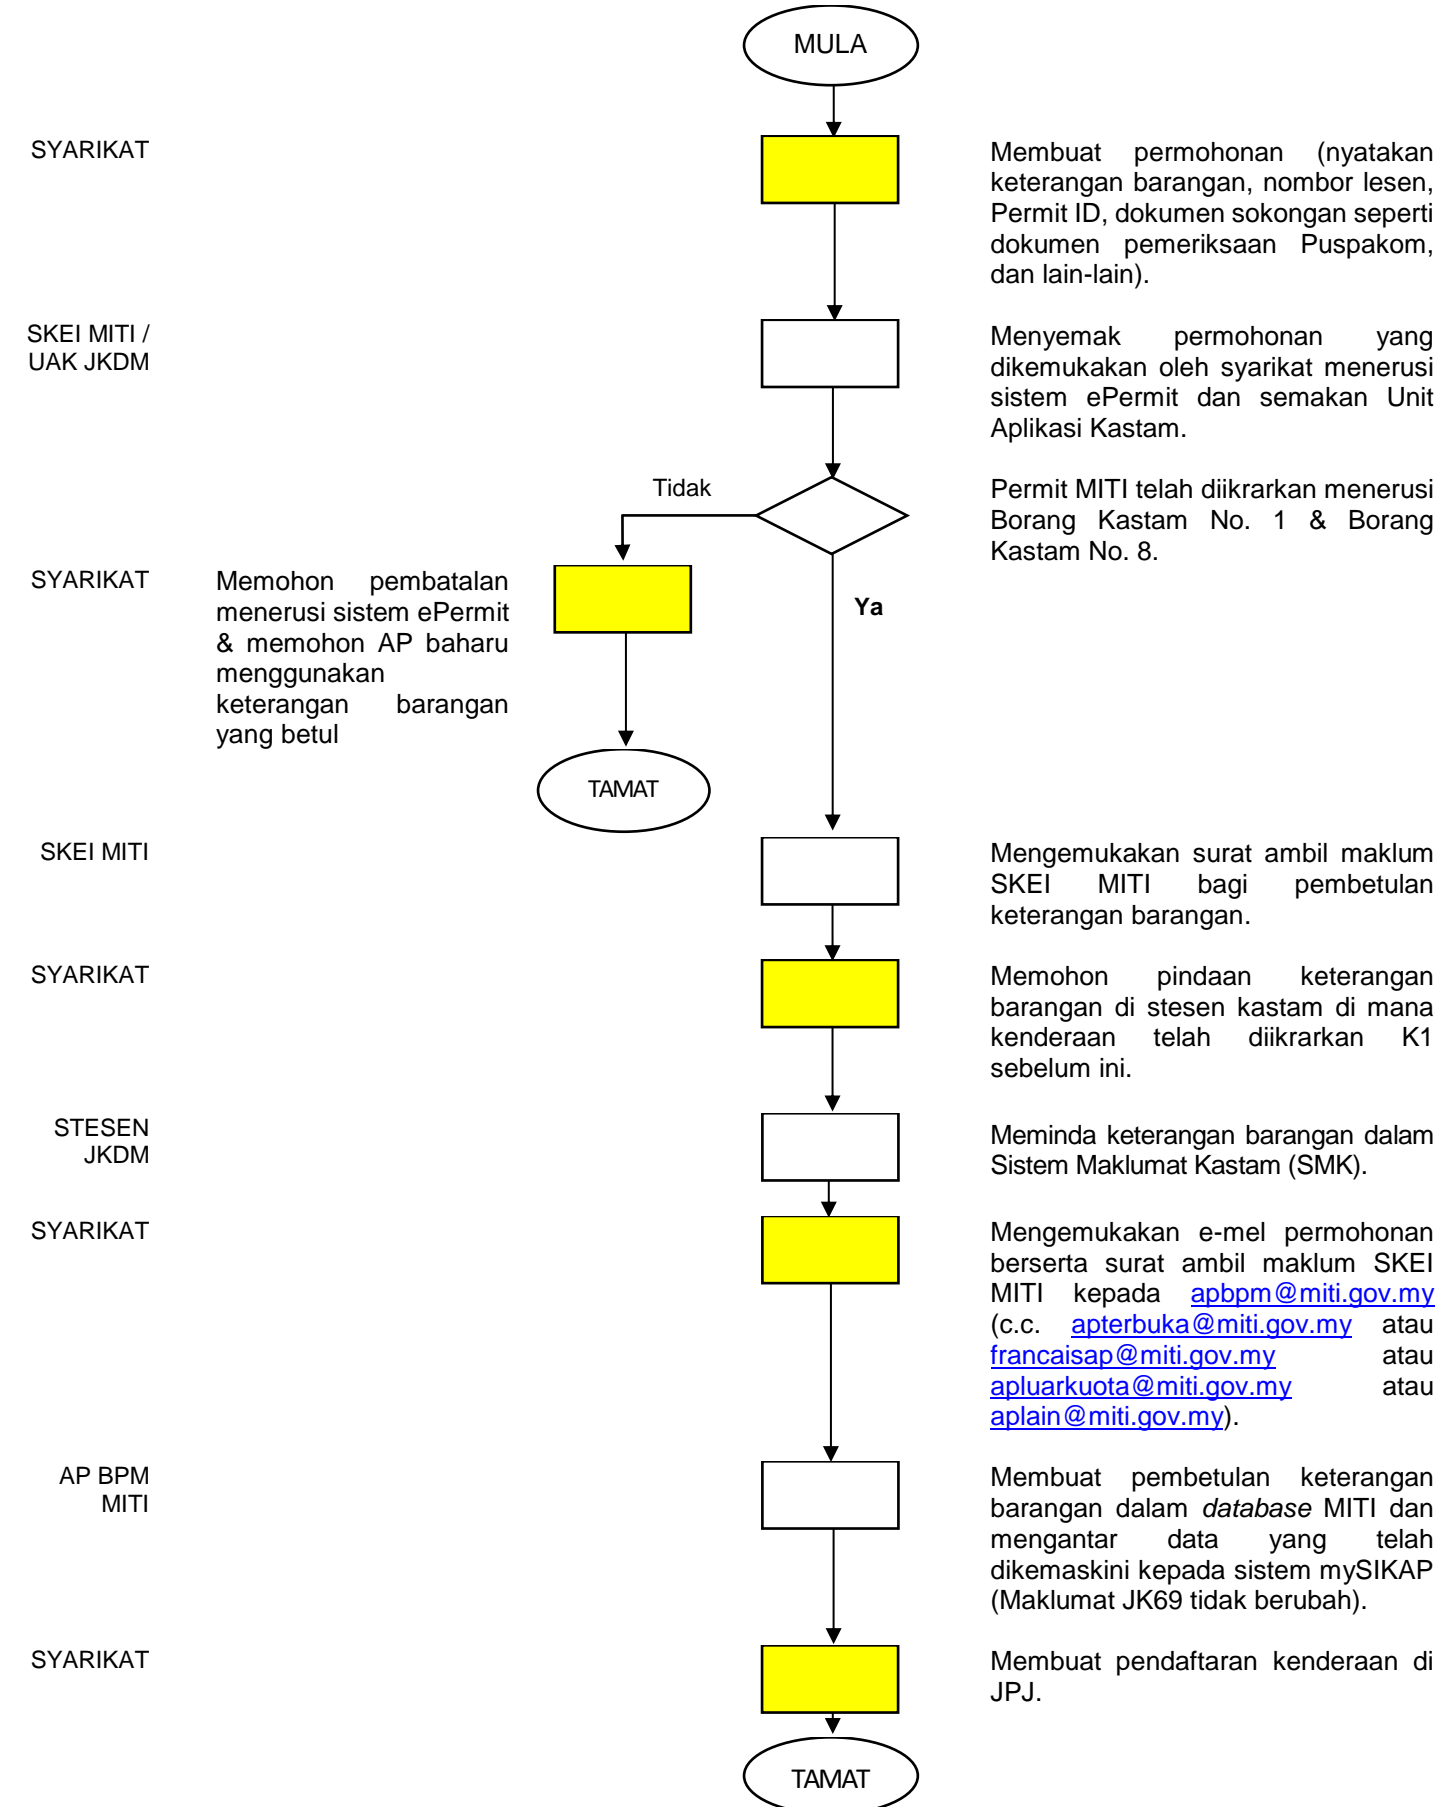 MULA
SYARIKAT
Membuat permohonan (nyatakan
keterangan barangan, nombor lesen,
Permit ID, dokumen sokongan seperti
dokumen pemeriksaan Puspakom,
dan lain-lain).
SKEI MITI /
UAK JKDM
Menyemak permohonan yang
dikemukakan oleh syarikat menerusi
sistem ePermit dan semakan Unit
Aplikasi Kastam.
Tidak
Permit MITI telah diikrarkan menerusi
Borang Kastam No. 1 & Borang
Kastam No. 8.
SYARIKAT
Memohon pembatalan
menerusi sistem ePermit
& memohon AP baharu
menggunakan
keterangan barangan
yang betul
Ya
TAMAT
SKEI MITI
Mengemukakan surat ambil maklum
SKEI MITI bagi pembetulan
keterangan barangan.
SYARIKAT
Memohon pindaan keterangan
barangan di stesen kastam di mana
kenderaan telah diikrarkan K1
sebelum ini.
STESEN
JKDM
Meminda keterangan barangan dalam
Sistem Maklumat Kastam (SMK).
SYARIKAT
Mengemukakan e-mel permohonan
berserta surat ambil maklum SKEI
MITI kepada apbpm@miti.gov.my
(c.c. apterbuka@miti.gov.my atau
francaisap@miti.gov.my atau
apluarkuota@miti.gov.my atau
aplain@miti.gov.my).
AP BPM
MITI
Membuat pembetulan keterangan
barangan dalam database MITI dan
mengantar data yang telah
dikemaskini kepada sistem mySIKAP
(Maklumat JK69 tidak berubah).
SYARIKAT
Membuat pendaftaran kenderaan di
JPJ.
TAMAT